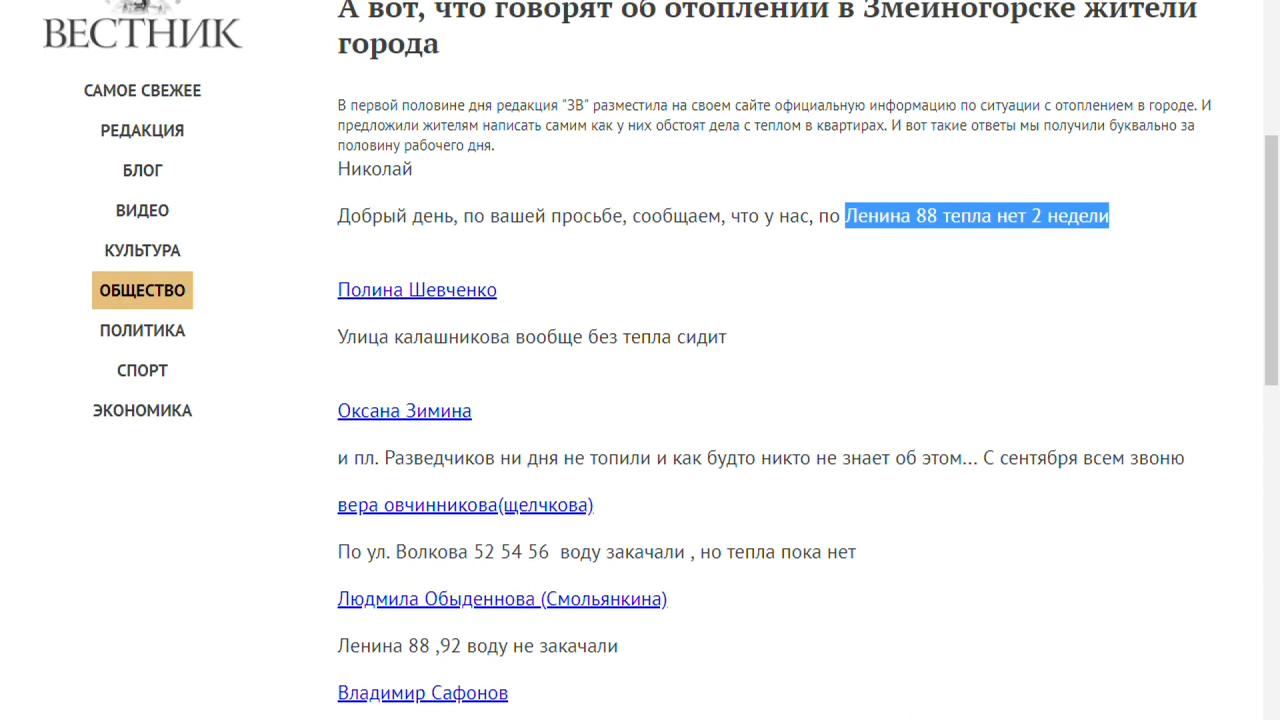 ВЕСТНИК
САМОЕ СВЕЖЕЕ
РЕДАКЦИЯ
БЛОГ
ВИДЕО
КУЛЬТУРА
ОБЩЕСТВО
ПОЛИТИКА
СПОРТ
ЭКОНОМИКА
А вот, что говорят об отоплении в Змеиногорске жители
города
В первой половине дня редакция "ЗВ" разместила на своем сайте официальную информацию по ситуации с отоплением в городе. И
предложили жителям написать самим как у них обстоят дела с теплом в квартирах. И вот такие ответы мы получили буквально за
половину рабочего дня.
Николай
Добрый день, по вашей просьбе, сообщаем, что у нас, по Ленина 88 тепла нет 2 недели
Полина Шевченко
Улица калашникова вообще без тепла сидит
Оксана Зимина
и пл. Разведчиков ни дня не топили и как будто никто не знает об этом... С сентября всем звоню
вера овчинникова(щелчкова)
По ул. Волкова 52 54 56  воду закачали , но тепла пока нет
Людмила Обыденнова (Смольянкина)
Ленина 88 ,92 воду не закачали
Владимир Сафонов